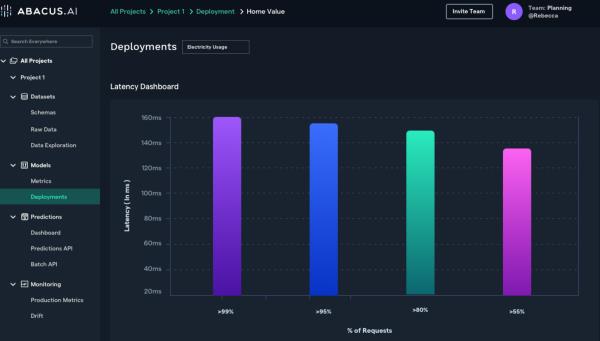 ABACUS.AI
All Projects > Project 1 > Deployment > Home Value
Invite Team
R
Team: Planning
@Rebecca
Search Everywhere
All Projects
Project 1
Datasets
Schemas
Raw Data
Data Exploration
Models
Metrics
Deployments
Predictions
Dashboard
Predictions API
Batch API
Monitoring
Production Metrics
Drift
Deployments
Electricity Usage
Latency Dashboard
Latency ( In ms )
160ms
140ms
120ms
100ms
80ms
60ms
40ms
20ms
>99% >95% >80% >55%
% of Requests